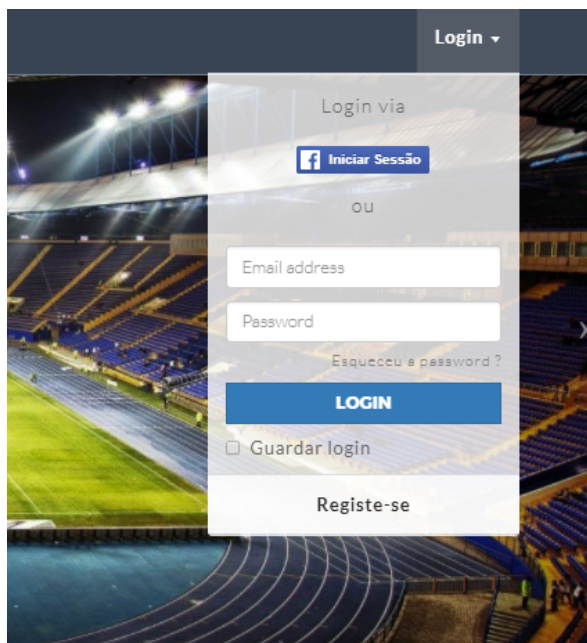 Login
Login via
Iniciar Sessão
ou
Email address
Password
Esqueceu a password ?
LOGIN
Guardar login
Registe-se